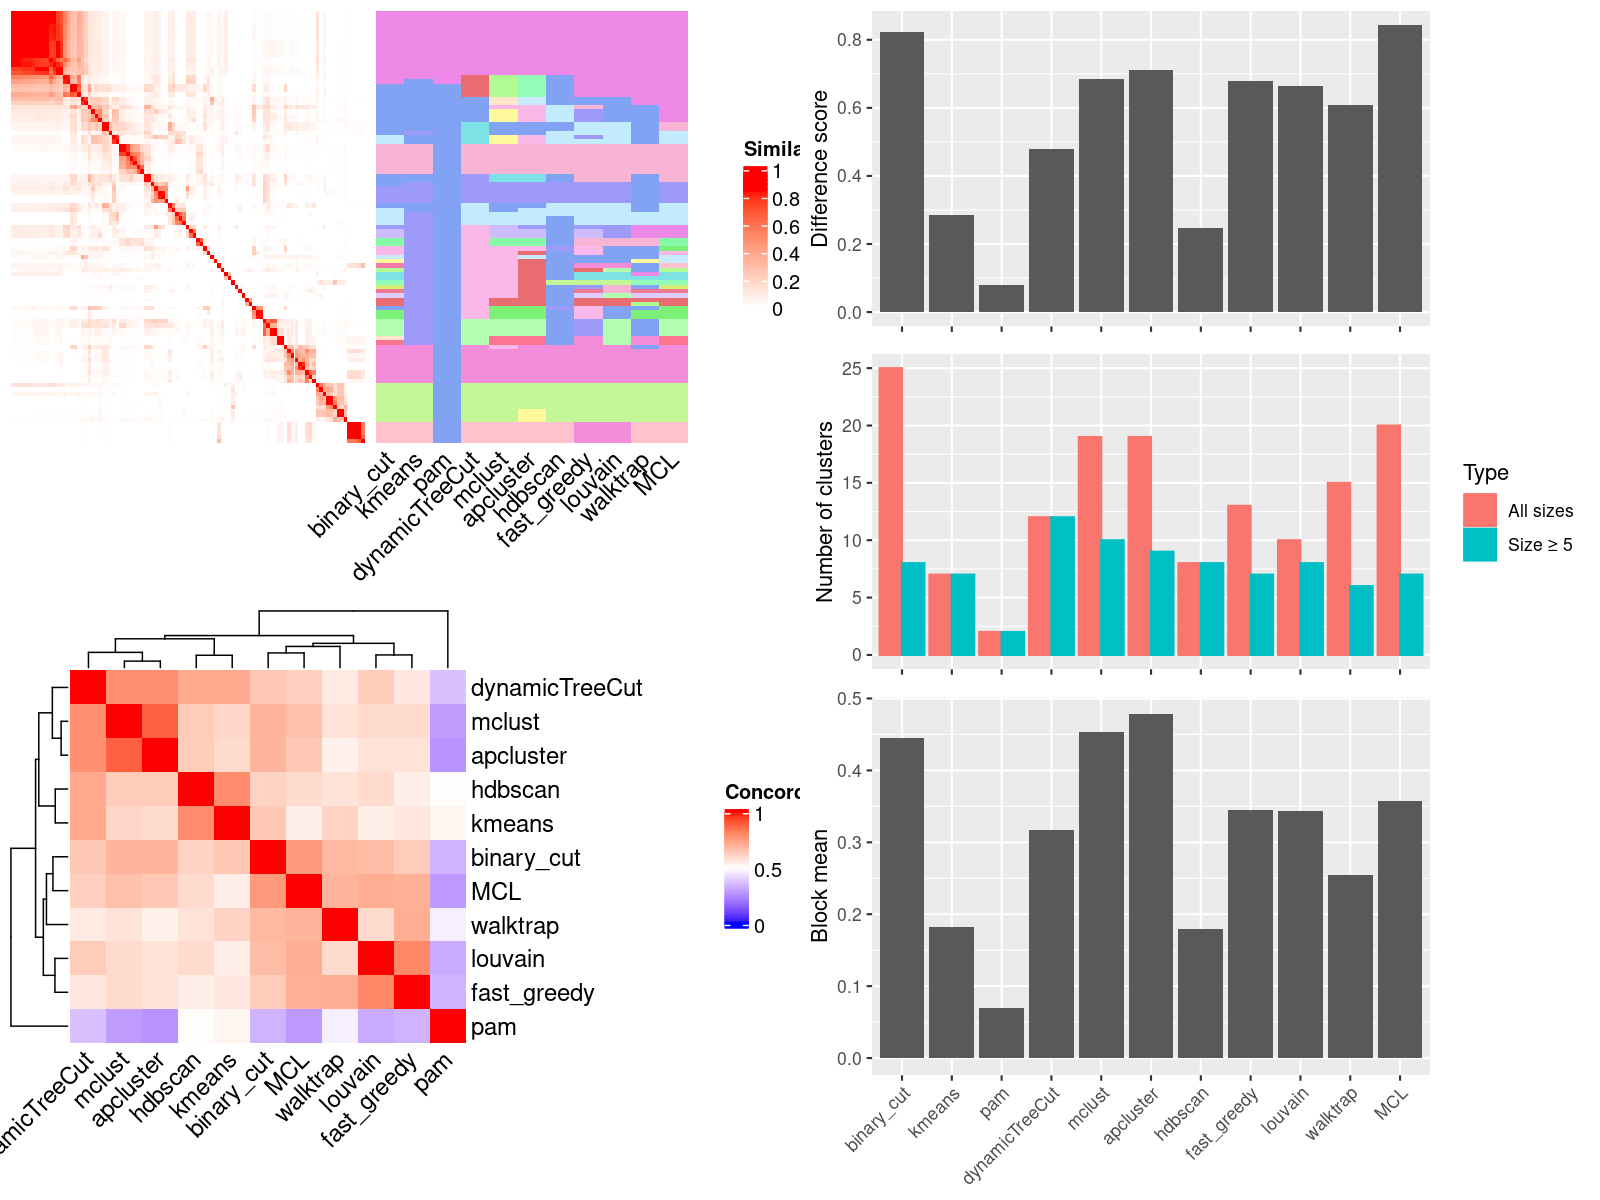 Simila
1
0.8
0.6
0.4
0.2
0
binary_cut
kmeans
pam
dynamicTreeCut
mclust
apcluster
hdbscan
fast_greedy
louvain
walktrap
MCL
dynamicTreeCut
mclust
apcluster
hdbscan
kmeans
binary_cut
MCL
walktrap
louvain
fast_greedy
pam
Concord
1
0.5
0
amicTreeCut
mclust
apcluster
hdbscan
kmeans
binary_cut
MCL
walktrap
louvain
fast_greedy
pam
Difference score
0.8
0.6
0.4
0.2
0.0
Number of clusters
25
20
15
10
5
0
Type
All sizes
Size ≥ 5
Block mean
0.5
0.4
0.3
0.2
0.1
0.0
binary_cut
kmeans
pam
dynamicTreeCut
mclust
apcluster
hdbscan
fast_greedy
louvain
walktrap
MCL